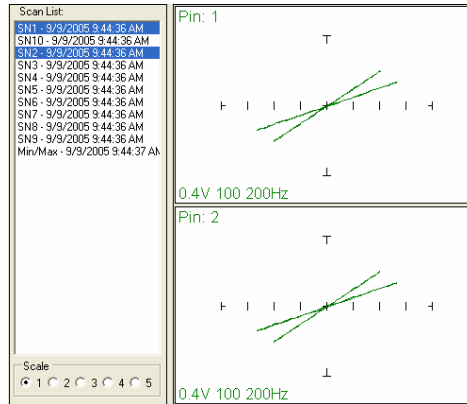 Scan List:
SN1 - 9/9/2005 9:44:36 AM
SN10 - 9/9/2005 9:44:36 AM
SN2 - 9/9/2005 9:44:36 AM
SN3 - 9/9/2005 9:44:36 AM
SN4 - 9/9/2005 9:44:36 AM
SN5 - 9/9/2005 9:44:36 AM
SN6 - 9/9/2005 9:44:36 AM
SN7 - 9/9/2005 9:44:36 AM
SN8 - 9/9/2005 9:44:36 AM
SN9 - 9/9/2005 9:44:36 AM
Min/Max - 9/9/2005 9:44:37 AM
Scale
1 2 3 4 5
Pin: 1
0.4V 100 200Hz
Pin: 2
0.4V 100 200Hz